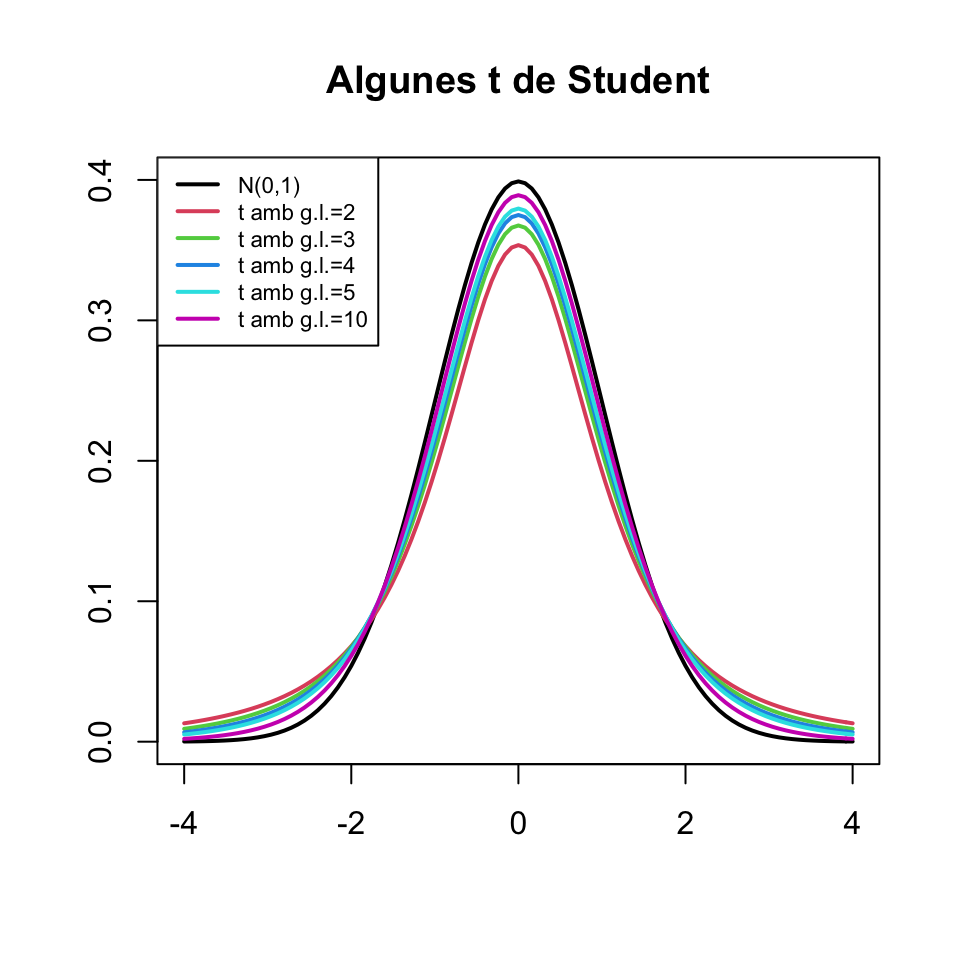 Algunes t de Student
N(0,1)
t amb g.l.=2
t amb g.l.=3
t amb g.l.=4
t amb g.l.=5
t amb g.l.=10
0.4
0.3
0.2
0.1
0.0
-4 -2 0 2 4